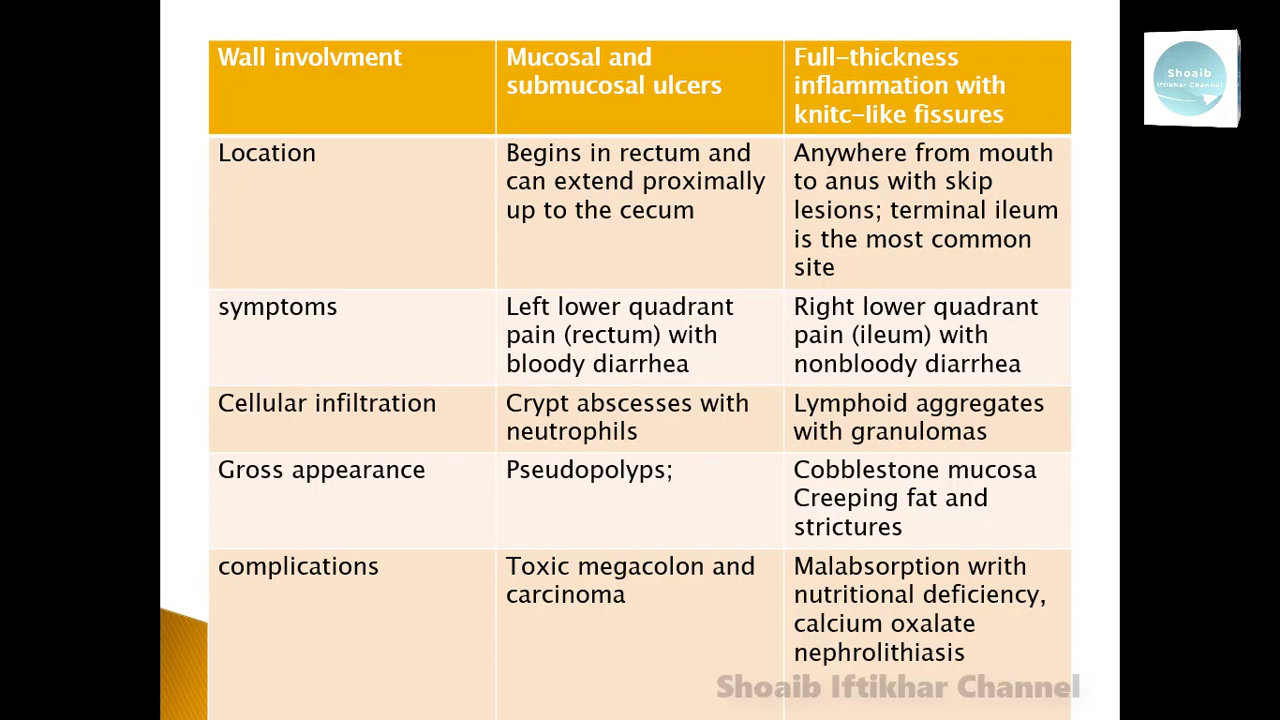 Wall involvment
Mucosal and
submucosal ulcers
Full-thickness
inflammation with
knitc-like fissures
Location
Begins in rectum and
can extend proximally
up to the cecum
Anywhere from mouth
to anus with skip
lesions; terminal ileum
is the most common
site
symptoms
Left lower quadrant
pain (rectum) with
bloody diarrhea
Right lower quadrant
pain (ileum) with
nonbloody diarrhea
Cellular infiltration
Crypt abscesses with
neutrophils
Lymphoid aggregates
with granulomas
Gross appearance
Pseudopolyps;
Cobblestone mucosa
Creeping fat and
strictures
complications
Toxic megacolon and
carcinoma
Malabsorption writh
nutritional deficiency,
calcium oxalate
nephrolithiasis
Shoaib
Iftikhar Channel
Shoaib Iftikhar Channel